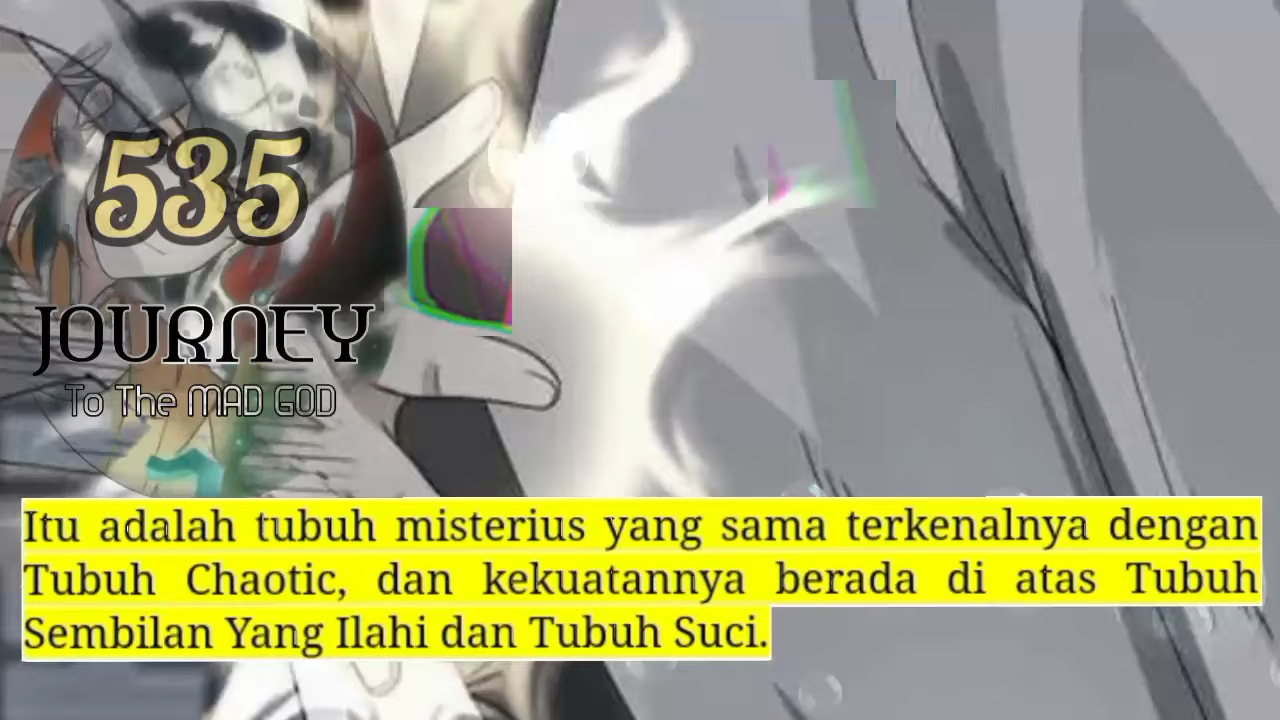 535
JOURNEY
To The MAD GOD
Itu adalah tubuh misterius yang sama terkenalnya dengan
Tubuh Chaotic, dan kekuatannya berada di atas Tubuh
Sembilan Yang Ilahi dan Tubuh Suci.